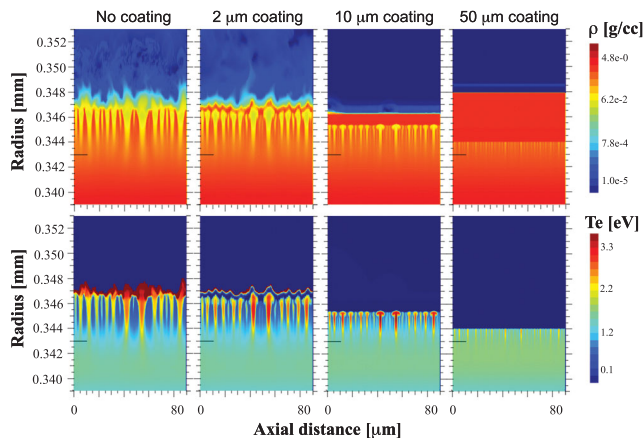 No coating 2 μm coating 10 μm coating 50 μm coating ρ [g/cc]
Radius [mm]
0.352
0.350
0.348
0.346
0.344
0.342
0.340
4.8e-0
6.2e-2
7.8e-4
1.0e-5
Te [eV]
Radius [mm]
0.352
0.350
0.348
0.346
0.344
0.342
0.340
3.3
2.2
1.2
0.1
0 80 0 80 0 80 0 80
Axial distance [μm]